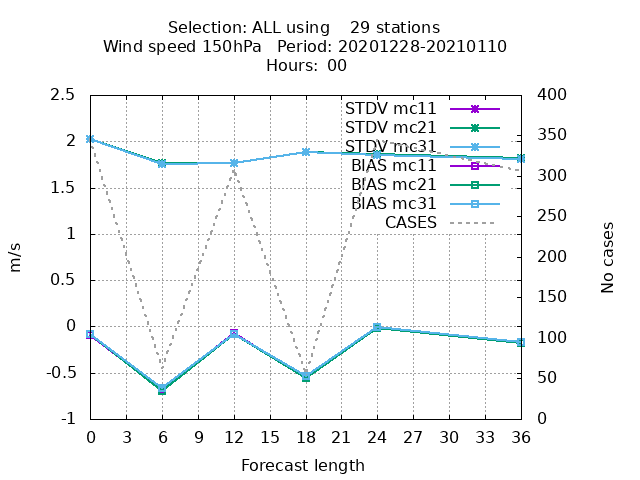 Selection: ALL using 29 stations
Wind speed 150hPa Period: 20201228-20210110
Hours: 00
STDV mc11
STDV mc21
STDV mc31
BIAS mc11
BIAS mc21
BIAS mc31
CASES
2.5
2
1.5
1
0.5
0
-0.5
-1
m/s
400
350
300
250
200
150
100
50
0
No cases
0 3 6 9 12 15 18 21 24 27 30 33 36
Forecast length